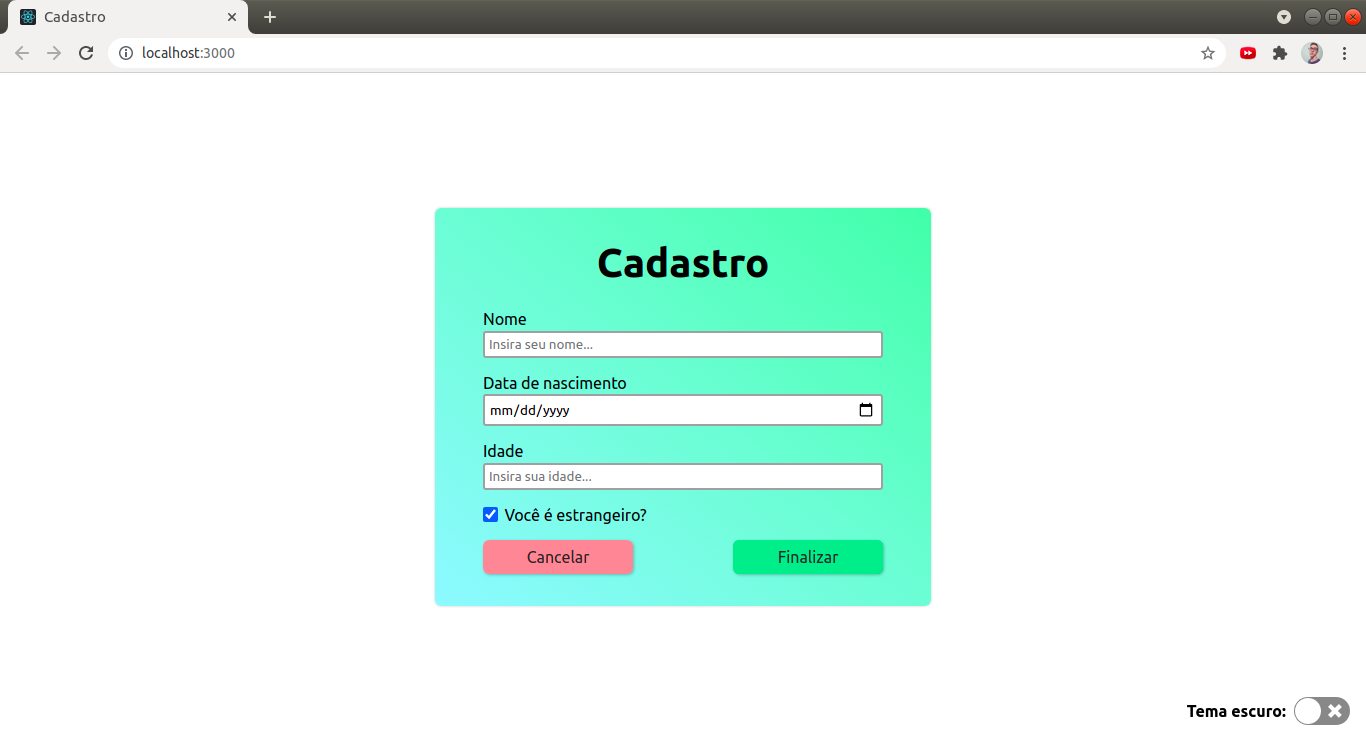 Cadastro
localhost:3000
Cadastro
Nome
Insira seu nome...
Data de nascimento
mm/dd/yyyy
Idade
Insira sua idade...
Você é estrangeiro?
Cancelar Finalizar
Tema escuro: